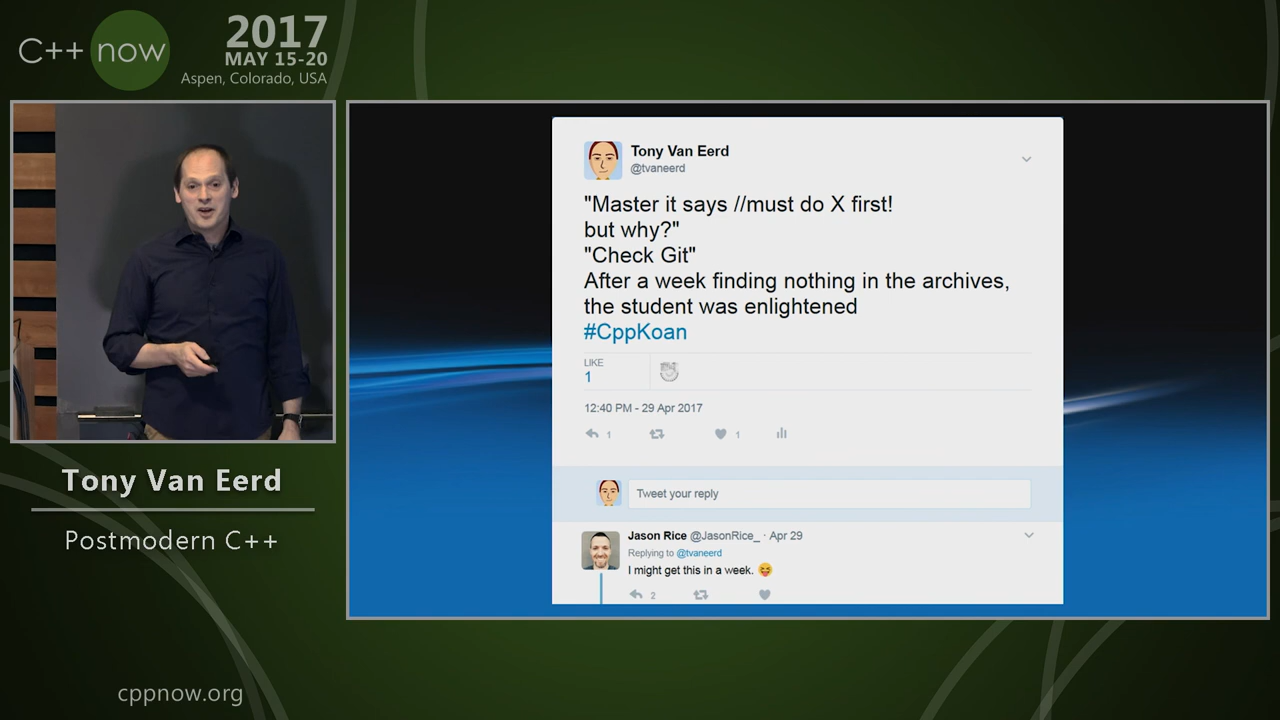 C++ now
2017
MAY 15-20
Aspen, Colorado, USA
Tony Van Eerd
@tvaneerd
"Master it says //must do X first!
but why?"
"Check Git"
After a week finding nothing in the archives,
the student was enlightened
#CppKoan
LIKE
1
12:40 PM - 29 Apr 2017
1
1
Tweet your reply
Jason Rice @JasonRice_ · Apr 29
Replying to @tvaneerd
I might get this in a week. 😝
2
Tony Van Eerd
Postmodern C++
cppnow.org